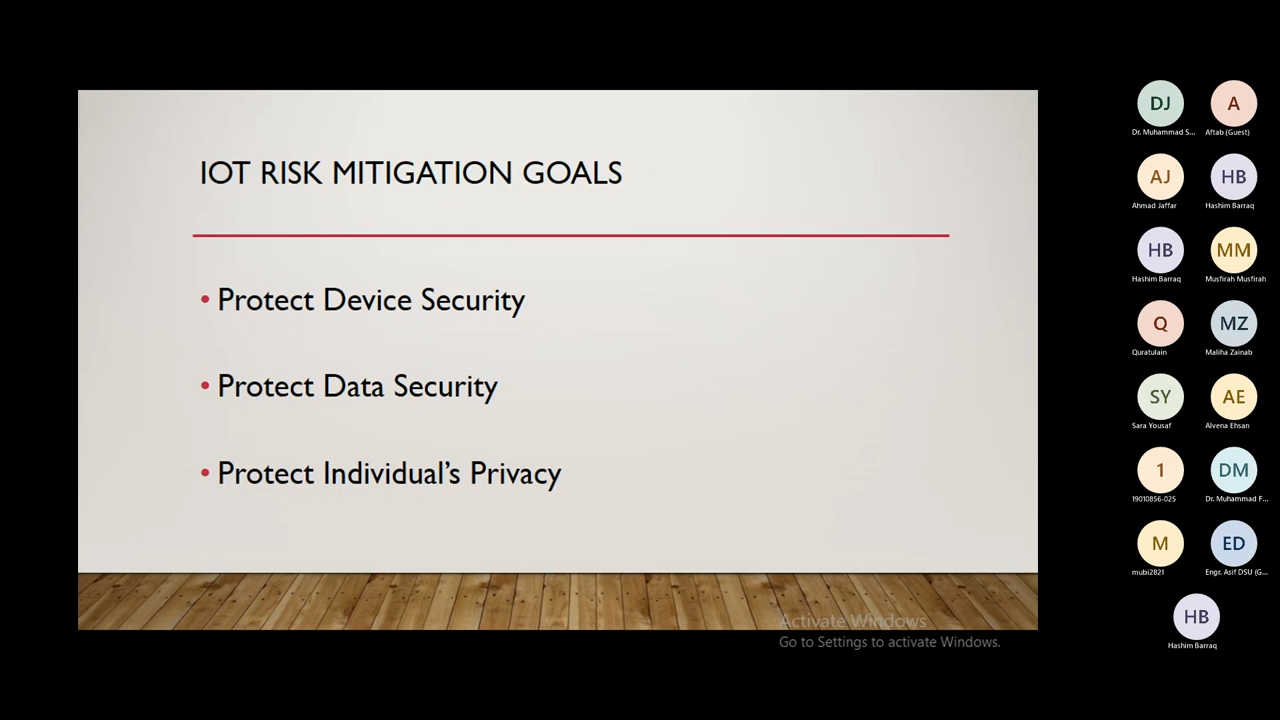 IOT RISK MITIGATION GOALS
• Protect Device Security
• Protect Data Security
• Protect Individual's Privacy
Activate Windows
Go to Settings to activate Windows.
DJ A
Dr. Muhammad S... Aftab (Guest)
AJ HB
Ahmad Jaffar Hashim Barraq
HB MM
Hashim Barraq Musfirah Musfirah
Q MZ
Quratulain Maliha Zainab
SY AE
Sara Yousaf Alvena Ehsan
1 DM
19010856-025 Dr. Muhammad F...
M ED
mubi2821 Engr. Asif DSU (G...
HB
Hashim Barraq